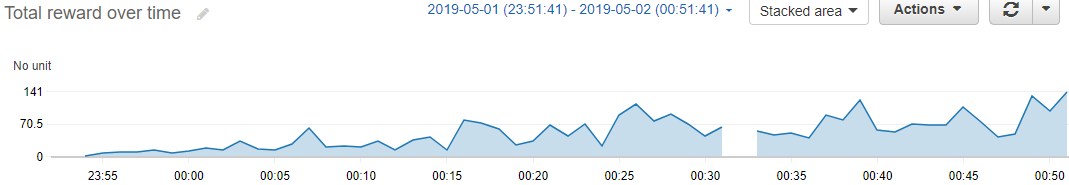 Total reward over time
2019-05-01 (23:51:41) - 2019-05-02 (00:51:41)
Stacked area
Actions
No unit
141
70.5
0
23:55 00:00 00:05 00:10 00:15 00:20 00:25 00:30 00:35 00:40 00:45 00:50